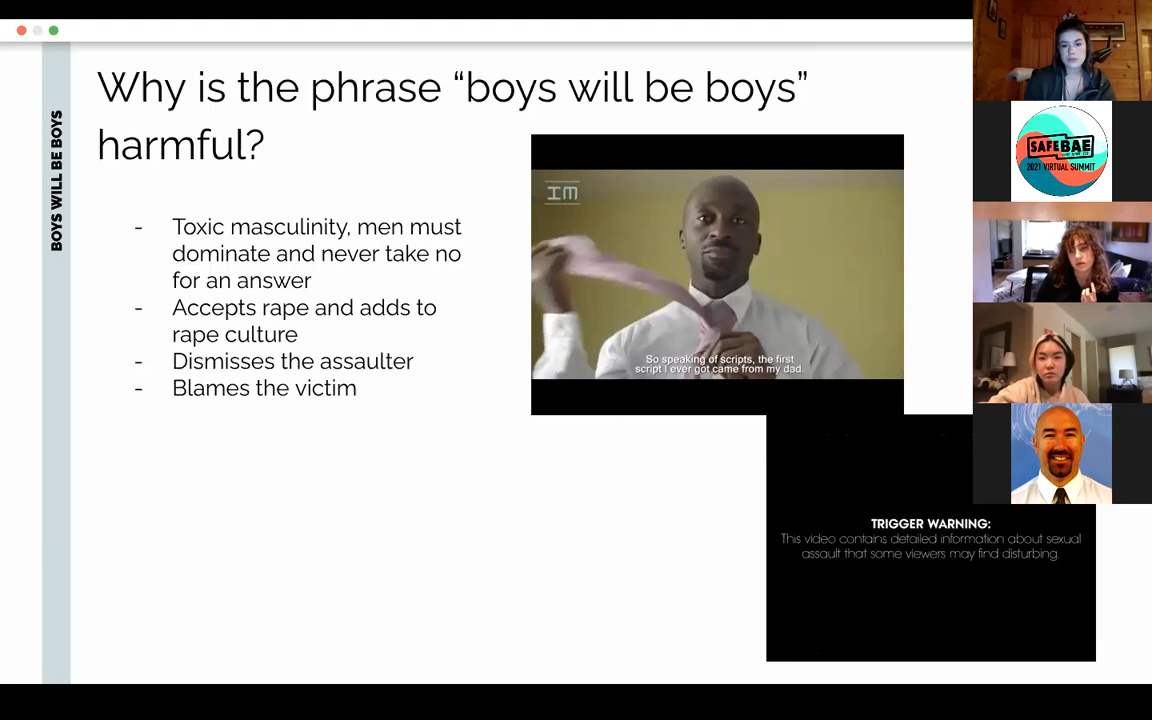 BOYS WILL BE BOYS
Why is the phrase “boys will be boys”
harmful?
- Toxic masculinity, men must
dominate and never take no
for an answer
- Accepts rape and adds to
rape culture
- Dismisses the assaulter
- Blames the victim
IM
So speaking of scripts, the first
script I ever got came from my dad.
TRIGGER WARNING:
This video contains detailed information about sexual
assault that some viewers may find disturbing.
SAFEBAE
2021 VIRTUAL SUMMIT